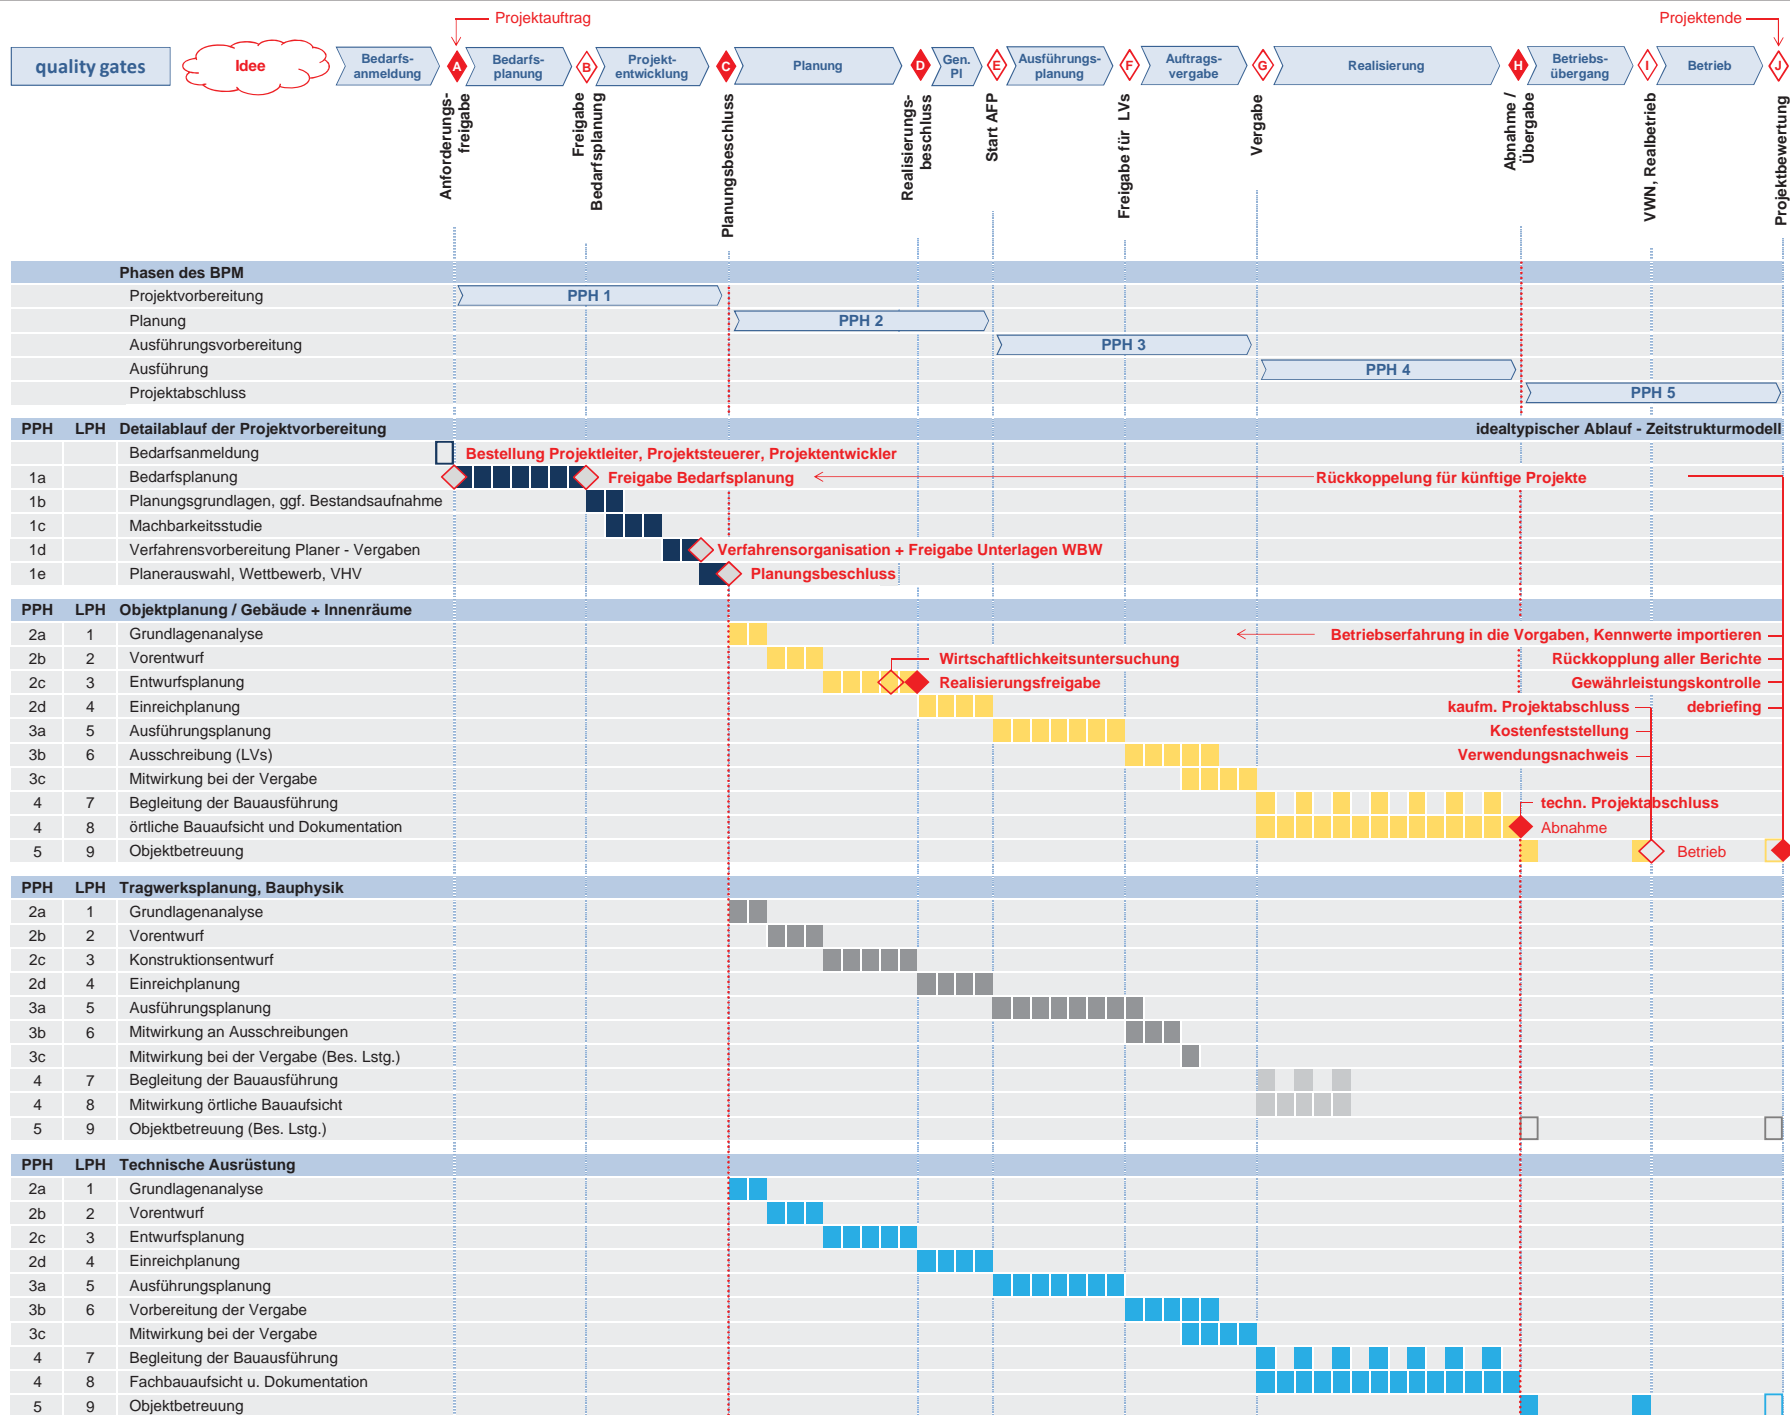 Projektauftrag
Projektende
quality gates
Idee
Bedarfs-
anmeldung
A
Bedarfs-
planung
B
Projekt-
entwicklung
C
Planung
D
Gen.
Pl
E
Ausführungs-
planung
F
Auftrags-
vergabe
G
Realisierung
H
Betriebs-
übergang
I
Betrieb
J
Anforderungs-
freigabe
Freigabe
Bedarfsplanung
Planungsbeschluss
Realisierungs-
beschluss
Start AFP
Freigabe für LVs
Vergabe
Abnahme /
Übergabe
VWN, Realbetrieb
Projektbewertung
Phasen des BPM
Projektvorbereitung PPH 1
Planung PPH 2
Ausführungsvorbereitung PPH 3
Ausführung PPH 4
Projektabschluss PPH 5
PPH LPH Detailablauf der Projektvorbereitung idealtypischer Ablauf - Zeitstrukturmodell
Bedarfsanmeldung Bestellung Projektleiter, Projektsteuerer, Projektentwickler
1a Bedarfsplanung Freigabe Bedarfsplanung Rückkoppelung für künftige Projekte
1b Planungsgrundlagen, ggf. Bestandsaufnahme
1c Machbarkeitsstudie
1d Verfahrensvorbereitung Planer - Vergaben Verfahrensorganisation + Freigabe Unterlagen WBW
1e Planerauswahl, Wettbewerb, VHV Planungsbeschluss
PPH LPH Objektplanung / Gebäude + Innenräume
2a 1 Grundlagenanalyse Betriebserfahrung in die Vorgaben, Kennwerte importieren
2b 2 Vorentwurf Wirtschaftlichkeitsuntersuchung Rückkopplung aller Berichte
2c 3 Entwurfsplanung Realisierungsfreigabe Gewährleistungskontrolle
2d 4 Einreichplanung kaufm. Projektabschluss debriefing
3a 5 Ausführungsplanung Kostenfeststellung
3b 6 Ausschreibung (LVs) Verwendungsnachweis
3c Mitwirkung bei der Vergabe
4 7 Begleitung der Bauausführung techn. Projektabschluss
4 8 örtliche Bauaufsicht und Dokumentation Abnahme
5 9 Objektbetreuung Betrieb
PPH LPH Tragwerksplanung, Bauphysik
2a 1 Grundlagenanalyse
2b 2 Vorentwurf
2c 3 Konstruktionsentwurf
2d 4 Einreichplanung
3a 5 Ausführungsplanung
3b 6 Mitwirkung an Ausschreibungen
3c Mitwirkung bei der Vergabe (Bes. Lstg.)
4 7 Begleitung der Bauausführung
4 8 Mitwirkung örtliche Bauaufsicht
5 9 Objektbetreuung (Bes. Lstg.)
PPH LPH Technische Ausrüstung
2a 1 Grundlagenanalyse
2b 2 Vorentwurf
2c 3 Entwurfsplanung
2d 4 Einreichplanung
3a 5 Ausführungsplanung
3b 6 Vorbereitung der Vergabe
3c Mitwirkung bei der Vergabe
4 7 Begleitung der Bauausführung
4 8 Fachbauaufsicht u. Dokumentation
5 9 Objektbetreuung